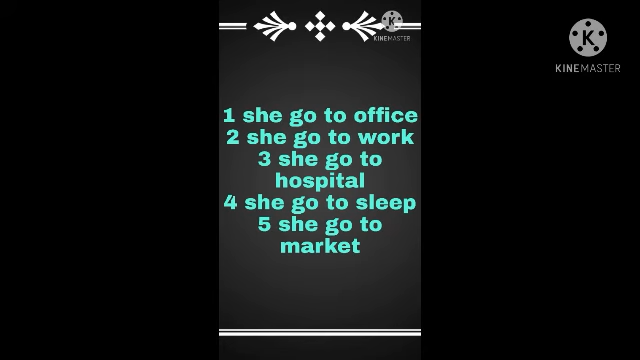 KINEMASTER
KINEMASTER
1 she go to office
2 she go to work
3 she go to
hospital
4 she go to sleep
5 she go to
market